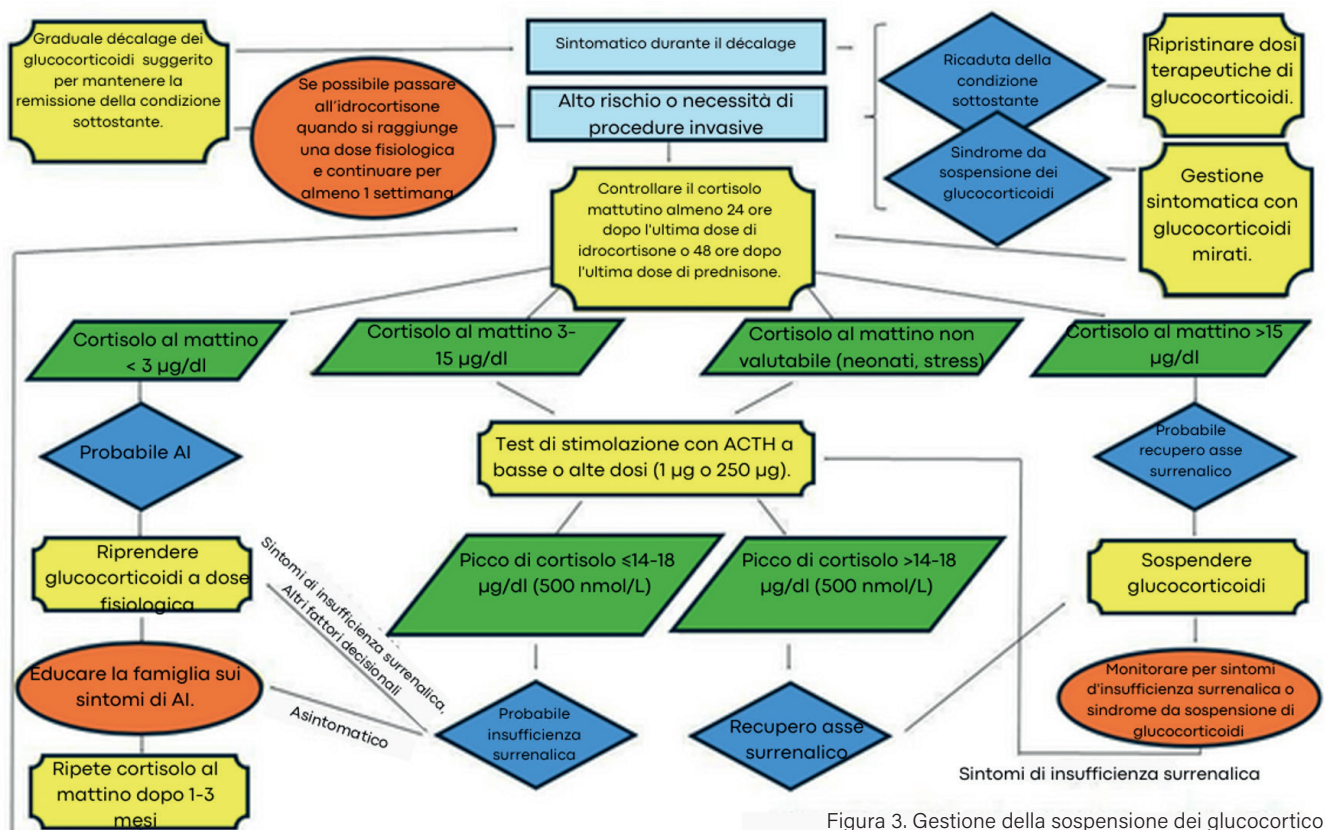 Graduale décalage dei
glucocorticoidi suggerito
per mantenere la
remissione della condizione
sottostante.
Se possibile passare
all'idrocortisone
quando si raggiunge
una dose fisiologica
e continuare per
almeno 1 settimana
Sintomatico durante il décalage
Alto rischio o necessità di
procedure invasive
Ricaduta della
condizione
sottostante
Ripristinare dosi
terapeutiche di
glucocorticoidi.
Sindrome da
sospensione dei
glucocorticoidi
Gestione
sintomatica con
glucocorticoidi
mirati.
Controllare il cortisolo
mattutino almeno 24 ore
dopo l'ultima dose di
idrocortisone o 48 ore dopo
l'ultima dose di prednisone.
Cortisolo al mattino
< 3 µg/dl
Cortisolo al mattino 3-
15 µg/dl
Cortisolo al mattino non
valutabile (neonati, stress)
Cortisolo al mattino >15
µg/dl
Probabile AI
Test di stimolazione con ACTH a
basse o alte dosi (1 µg o 250 µg).
Probabile
recupero asse
surrenalico
Riprendere
glucocorticoidi a dose
fisiologica
Sintomi di insufficienza surrenalica,
Altri fattori decisionali
Picco di cortisolo ≤14-18
µg/dl (500 nmol/L)
Picco di cortisolo >14-18
µg/dl (500 nmol/L)
Sospendere
glucocorticoidi
Educare la famiglia sui
sintomi di AI.
Asintomatico
Probabile
insufficienza
surrenalica
Recupero asse
surrenalico
Monitorare per sintomi
d'insufficienza surrenalica o
sindrome da sospensione di
glucocorticoidi
Ripete cortisolo al
mattino dopo 1-3
mesi
Sintomi di insufficienza surrenalica
Figura 3. Gestione della sospensione dei glucocortico